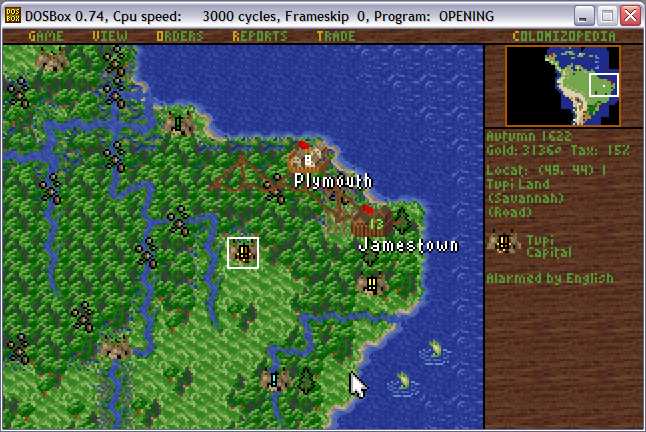 DOSBox 0.74, Cpu speed: 3000 cycles, Frameskip 0, Program: OPENING
GAME VIEW ORDERS REPORTS TRADE COLONIZOPEDIA
Autumn 1622
Gold: 3136 Tax: 15%
Locat: (49, 44) 1
Tupi Land
(Savannah)
(Road)
Tupi
Capital
Alarmed by English
Plymouth
8
13
Jamestown